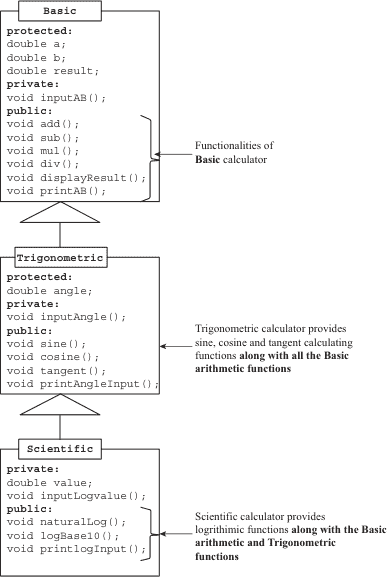 Basic
protected:
double a;
double b;
double result;
private:
void inputAB();
public:
void add();
void sub();
void mul();
void div();
void displayResult();
void printAB();
Functionalities of
Basic calculator
Trigonometric
protected:
double angle;
private:
void inputAngle();
public:
void sine();
void cosine();
void tangent();
void printAngleInput();
Trigonometric calculator provides
sine, cosine and tangent calculating
functions along with all the Basic
arithmetic functions
Scientific
private:
double value;
void inputLogvalue();
public:
void naturalLog();
void logBase10();
void printlogInput();
Scientific calculator provides
logrithimic functions along with the Basic
arithmetic and Trigonometric
functions